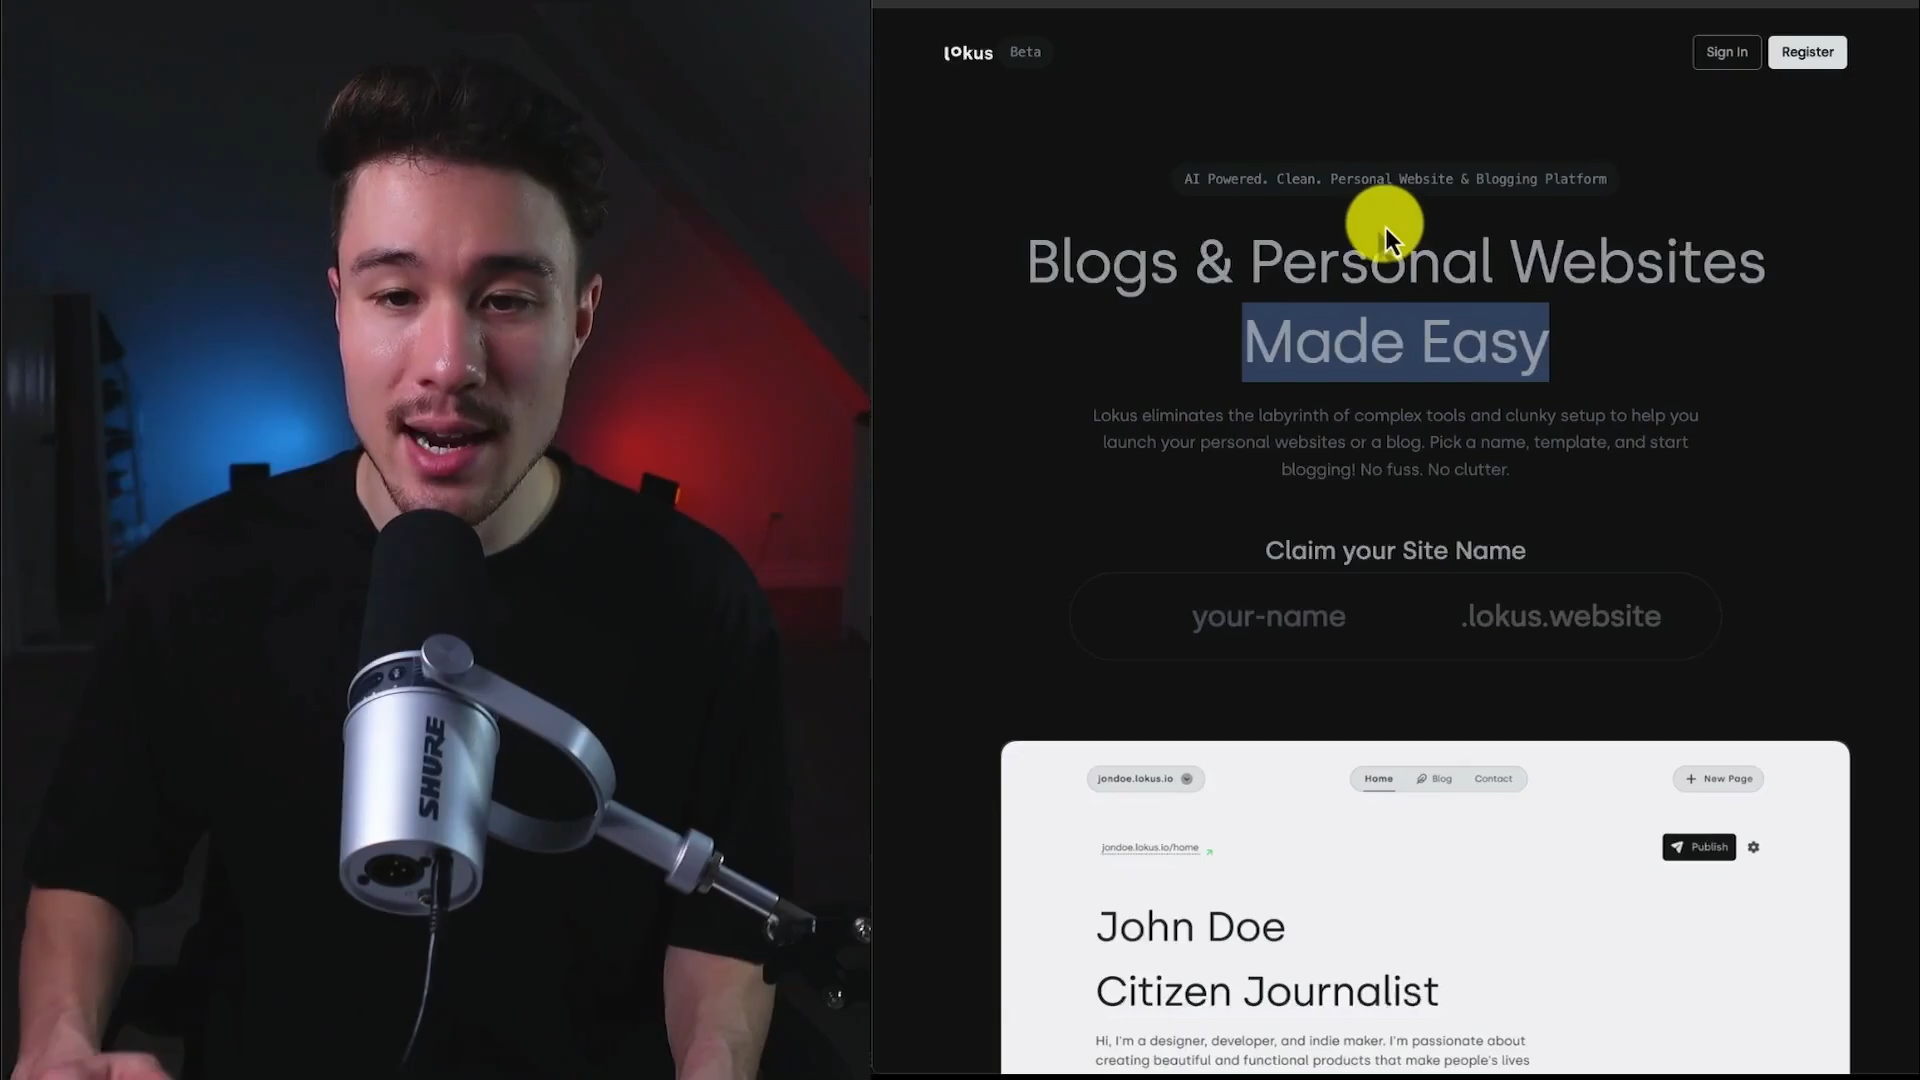 lokus Beta
Sign In
Register
AI Powered. Clean. Personal Website & Blogging Platform
Blogs & Personal Websites
Made Easy
Lokus eliminates the labyrinth of complex tools and clunky setup to help you
launch your personal websites or a blog. Pick a name, template, and start
blogging! No fuss. No clutter.
Claim your Site Name
your-name .lokus.website
jondoe.lokus.io
Home
Blog
Contact
+ New Page
jondoe.lokus.io/home
Publish
John Doe
Citizen Journalist
Hi, I'm a designer, developer, and indie maker. I'm passionate about
creating beautiful and functional products that make people's lives
SHURE